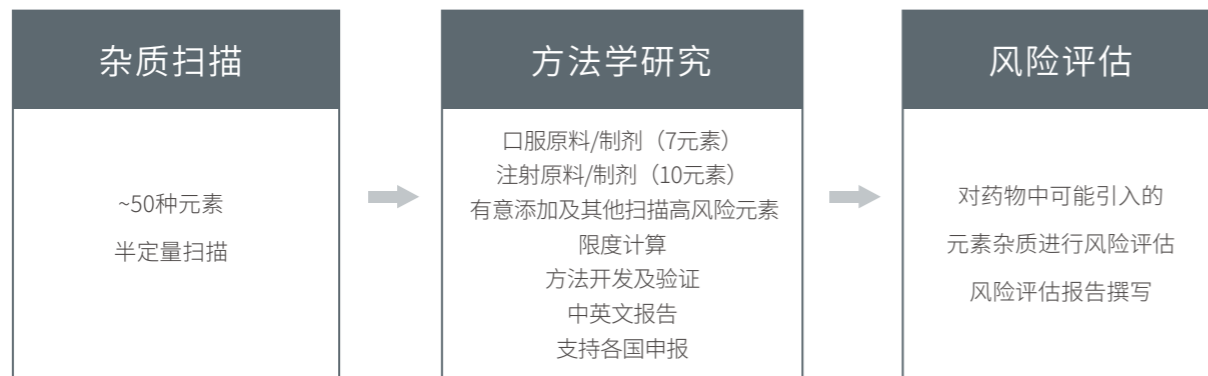 杂质扫描
~50种元素
半定量扫描
方法学研究
口服原料/制剂（7元素）
注射原料/制剂（10元素）
有意添加及其他扫描高风险元素
限度计算
方法开发及验证
中英文报告
支持各国申报
风险评估
对药物中可能引入的
元素杂质进行风险评估
风险评估报告撰写